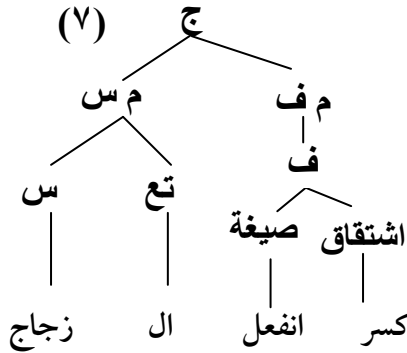 ج (٧)
م ف م س
ف
اشتقاق صيغة تع س
كسر انفعل ال زجاج